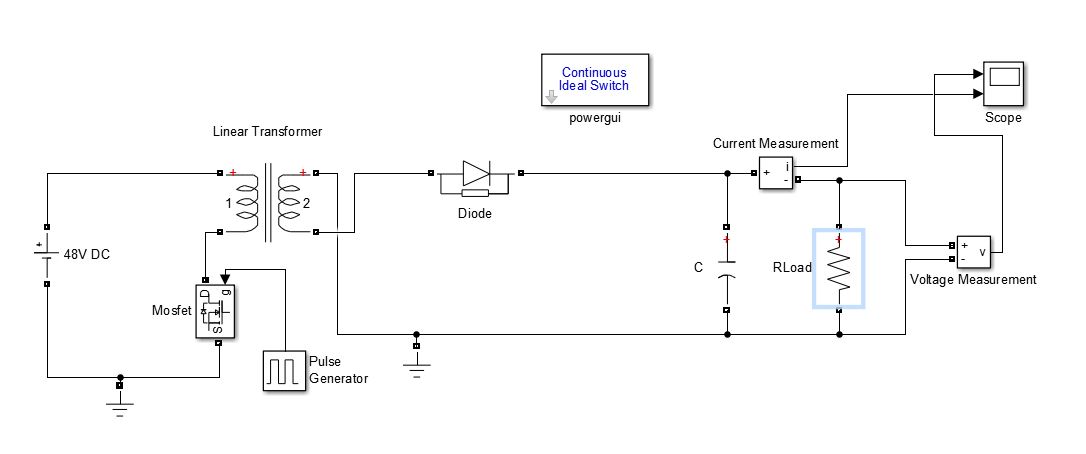 Continuous
Ideal Switch
powergui
Scope
Linear Transformer
Current Measurement
+
i
-
+
+
1
2
Diode
+
48V DC
Mosfet
D
g
S
Pulse
Generator
+
C
+
RLoad
+
-
v
Voltage Measurement